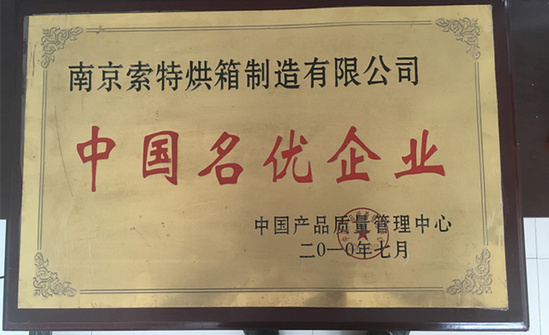 南京索特烘箱制造有限公司
中国名优企业
中国产品质量管理中心
二〇一〇年七月